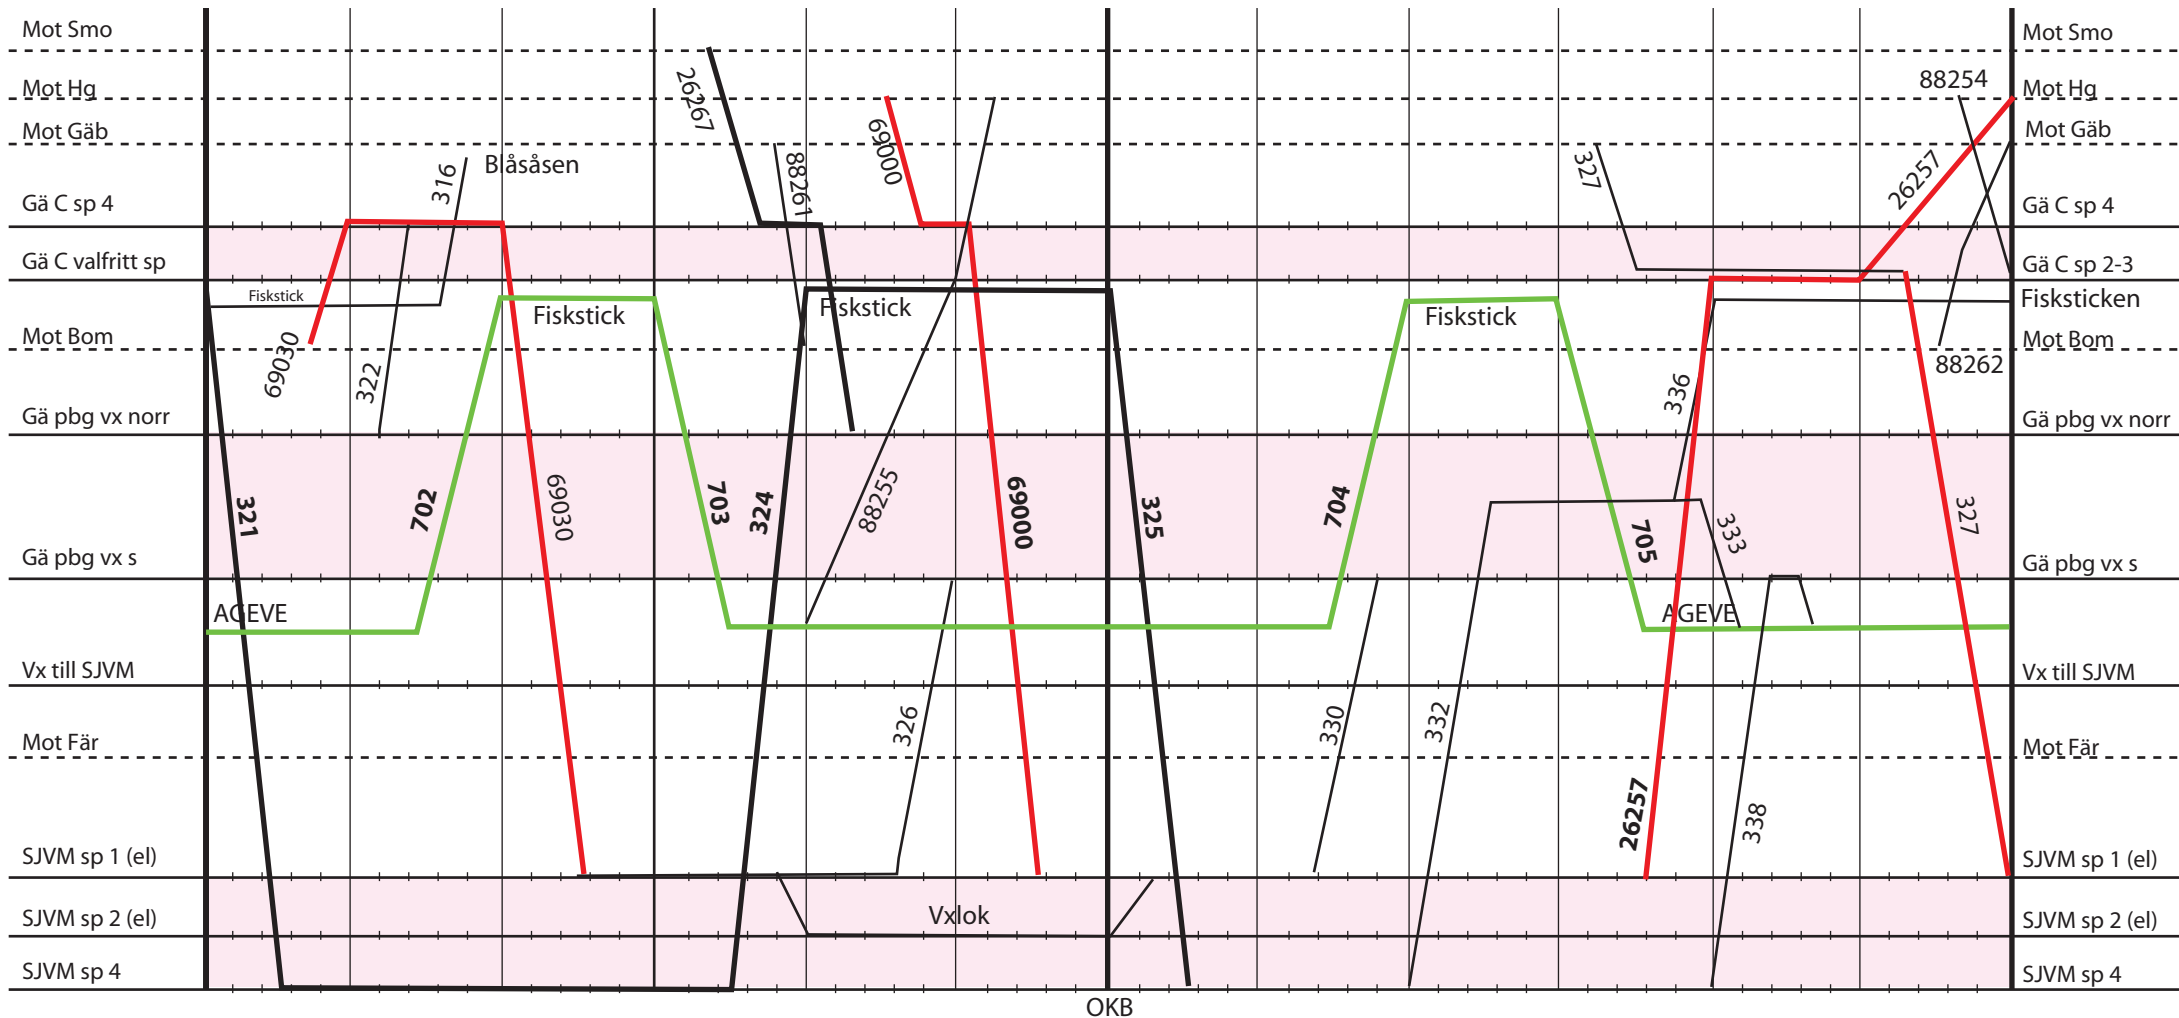 Mot Smo
Mot Smo
Mot Hg
Mot Hg
Mot Gäb
Mot Gäb
Gä C sp 4
Gä C sp 4
Gä C valfritt sp
Gä C sp 2-3
Fisksticken
Mot Bom
Mot Bom
Gä pbg vx norr
Gä pbg vx norr
Gä pbg vx s
Gä pbg vx s
Vx till SJVM
Vx till SJVM
Mot Fär
Mot Fär
SJVM sp 1 (el)
SJVM sp 1 (el)
SJVM sp 2 (el)
SJVM sp 2 (el)
SJVM sp 4
SJVM sp 4
26267
69000
88254
316
Blåsåsen
88261
327
26257
Fiskstick
Fiskstick
Fiskstick
Fiskstick
69030
322
336
88262
321
702
69030
703
324
88255
69000
325
704
705
333
327
AGEVE
AGEVE
326
330
332
26257
338
Vxlok
OKB